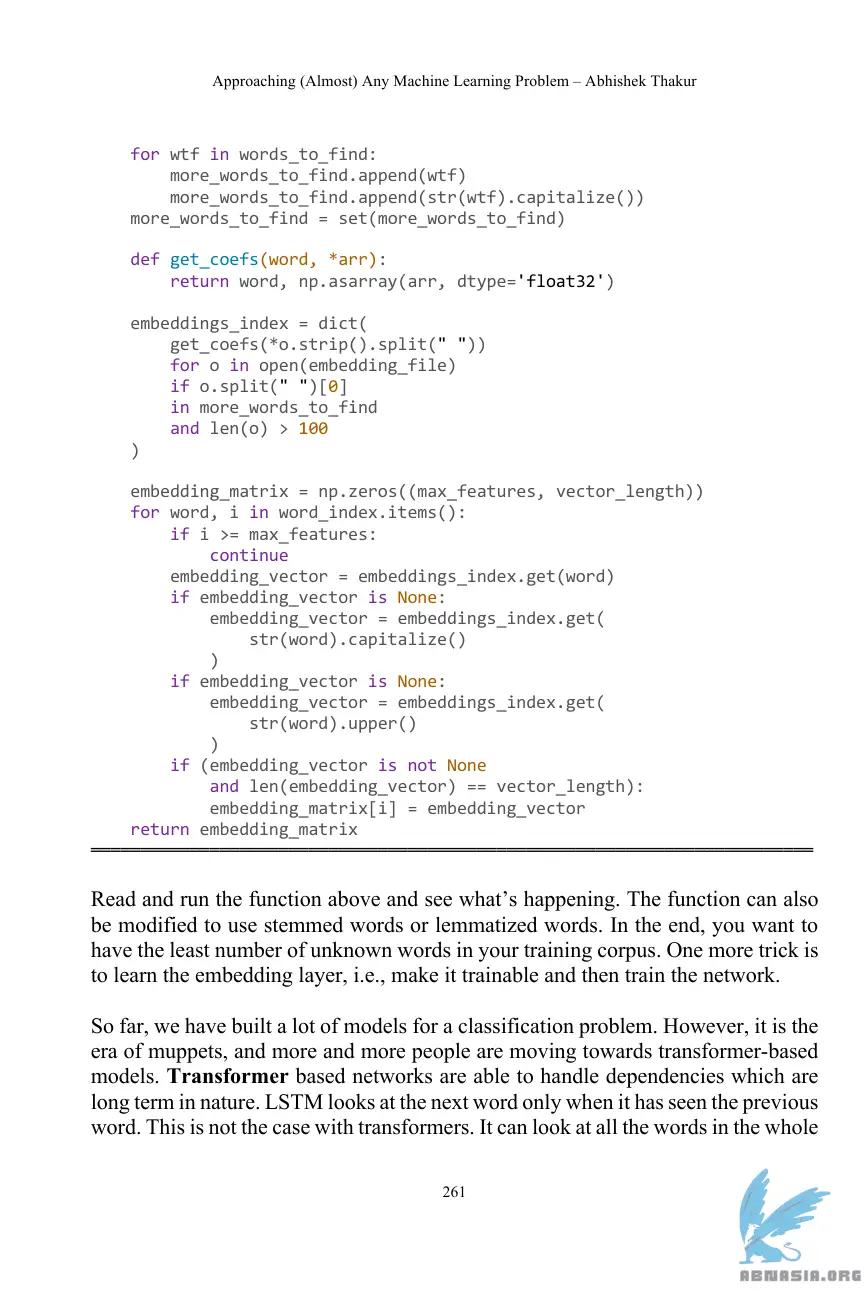 Approaching (Almost) Any Machine Learning Problem – Abhishek Thakur
    for wtf in words_to_find:
        more_words_to_find.append(wtf)
        more_words_to_find.append(str(wtf).capitalize())
    more_words_to_find = set(more_words_to_find)
    def get_coefs(word, *arr):
        return word, np.asarray(arr, dtype='float32')
    embeddings_index = dict(
        get_coefs(*o.strip().split(" "))
        for o in open(embedding_file)
        if o.split(" ")[0]
        in more_words_to_find
        and len(o) > 100
    )
    embedding_matrix = np.zeros((max_features, vector_length))
    for word, i in word_index.items():
        if i >= max_features:
            continue
        embedding_vector = embeddings_index.get(word)
        if embedding_vector is None:
            embedding_vector = embeddings_index.get(
                str(word).capitalize()
            )
        if embedding_vector is None:
            embedding_vector = embeddings_index.get(
                str(word).upper()
            )
        if (embedding_vector is not None
            and len(embedding_vector) == vector_length):
            embedding_matrix[i] = embedding_vector
    return embedding_matrix
Read and run the function above and see what’s happening. The function can also
be modified to use stemmed words or lemmatized words. In the end, you want to
have the least number of unknown words in your training corpus. One more trick is
to learn the embedding layer, i.e., make it trainable and then train the network.
So far, we have built a lot of models for a classification problem. However, it is the
era of muppets, and more and more people are moving towards transformer-based
models. Transformer based networks are able to handle dependencies which are
long term in nature. LSTM looks at the next word only when it has seen the previous
word. This is not the case with transformers. It can look at all the words in the whole
261
ABNASIA.ORG